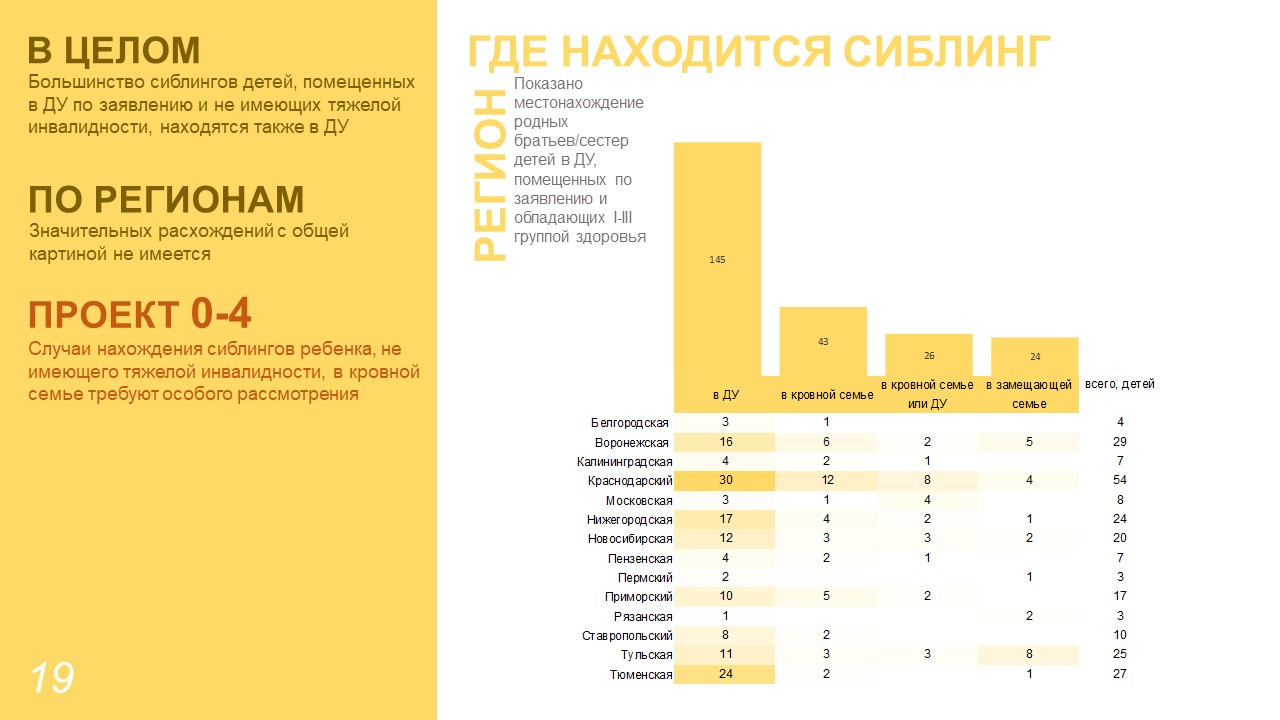 В ЦЕЛОМ
Большинство сиблингов детей, помещенных
в ДУ по заявлению и не имеющих тяжелой
инвалидности, находятся также в ДУ
ПО РЕГИОНАМ
Значительных расхождений с общей
картиной не имеется
ПРОЕКТ 0-4
Случаи нахождения сиблингов ребенка, не
имеющего тяжелой инвалидности, в кровной
семье требуют особого рассмотрения
19
ГДЕ НАХОДИТСЯ СИБЛИНГ
РЕГИОН
Показано
местонахождение
родных
братьев/сестер
детей в ДУ,
помещенных по
заявлению и
обладающих I-III
группой здоровья
145
43
26
24
в ДУ
в кровной семье
в кровной семье
или ДУ
в замещающей
семье
всего, детей
Белгородская 3 1 4
Воронежская 16 6 2 5 29
Калининградская 4 2 1 7
Краснодарский 30 12 8 4 54
Московская 3 1 4 8
Нижегородская 17 4 2 1 24
Новосибирская 12 3 3 2 20
Пензенская 4 2 1 7
Пермский 2 1 3
Приморский 10 5 2 17
Рязанская 1 2 3
Ставропольский 8 2 10
Тульская 11 3 3 8 25
Тюменская 24 2 1 27